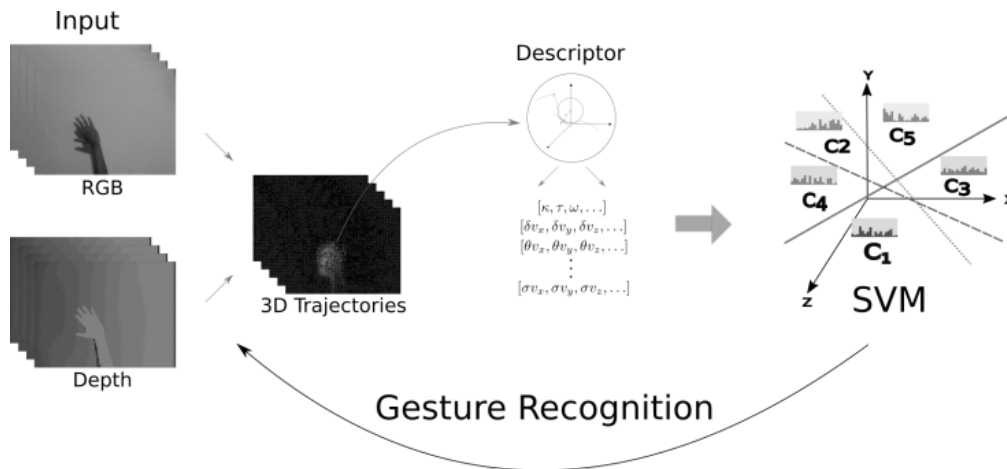 Input
RGB
Depth
3D Trajectories
Descriptor
[κ, τ, ω, . . .]
[δv_x, δv_y, δv_z, . . .]
[θv_x, θv_y, θv_z, . . .]
⋮
[σv_x, σv_y, σv_z, . . .]
Y
C2
C5
C4
C3
X
C1
Z
SVM
Gesture Recognition